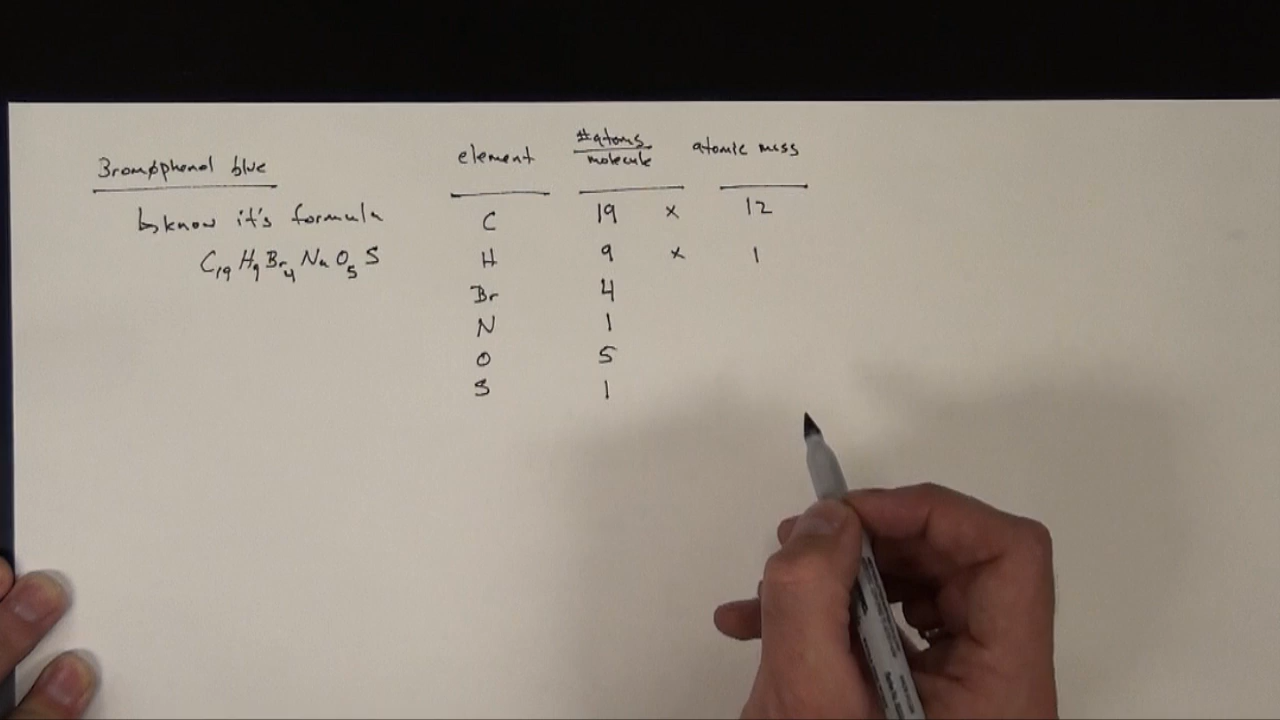 Bromophenol blue
↳ know it's formula
C19 H9 Br4 Na O5 S
element
# atoms
molecule
atomic mass
C 19 x 12
H 9 x 1
Br 4
N 1
O 5
S 1